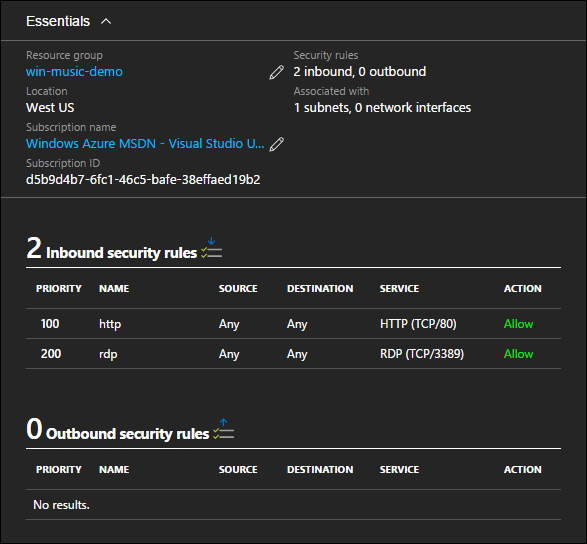 Essentials
Resource group
win-music-demo
Security rules
2 inbound, 0 outbound
Location
West US
Associated with
1 subnets, 0 network interfaces
Subscription name
Windows Azure MSDN - Visual Studio U...
Subscription ID
d5b9d4b7-6fc1-46c5-bafe-38effaed19b2
2 Inbound security rules
PRIORITY NAME SOURCE DESTINATION SERVICE ACTION
100 http Any Any HTTP (TCP/80) Allow
200 rdp Any Any RDP (TCP/3389) Allow
0 Outbound security rules
PRIORITY NAME SOURCE DESTINATION SERVICE ACTION
No results.